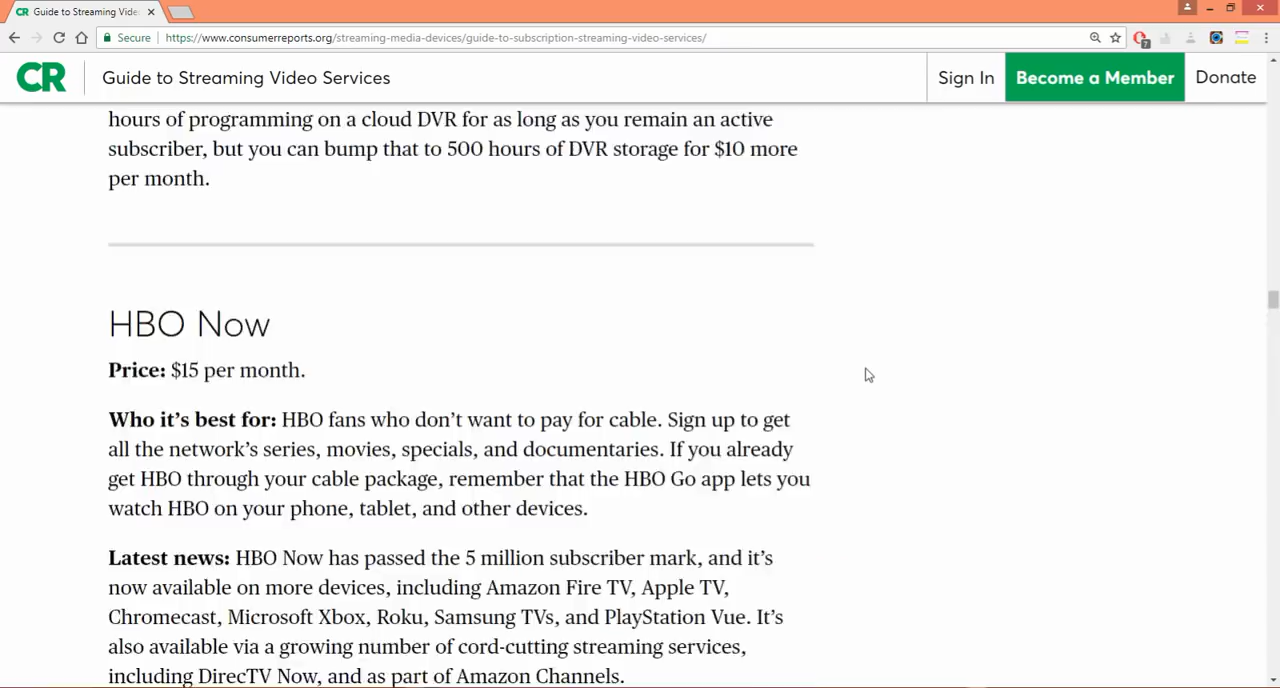 CR Guide to Streaming Vide
Secure https://www.consumerreports.org/streaming-media-devices/guide-to-subscription-streaming-video-services/
7
CR Guide to Streaming Video Services Sign In Become a Member Donate
hours of programming on a cloud DVR for as long as you remain an active
subscriber, but you can bump that to 500 hours of DVR storage for $10 more
per month.
HBO Now
Price: $15 per month.
Who it’s best for: HBO fans who don’t want to pay for cable. Sign up to get
all the network’s series, movies, specials, and documentaries. If you already
get HBO through your cable package, remember that the HBO Go app lets you
watch HBO on your phone, tablet, and other devices.
Latest news: HBO Now has passed the 5 million subscriber mark, and it’s
now available on more devices, including Amazon Fire TV, Apple TV,
Chromecast, Microsoft Xbox, Roku, Samsung TVs, and PlayStation Vue. It’s
also available via a growing number of cord-cutting streaming services,
including DirecTV Now, and as part of Amazon Channels.